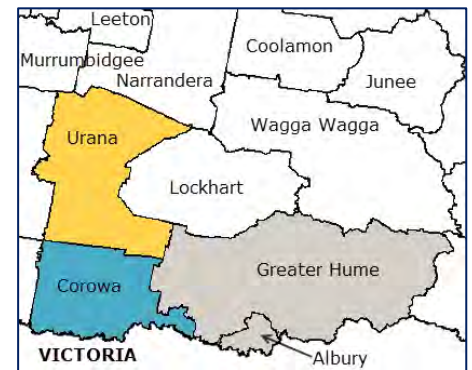 Leeton
Coolamon
Murrumbidgee
Narrandera
Junee
Urana
Wagga Wagga
Lockhart
Greater Hume
Corowa
VICTORIA
Albury